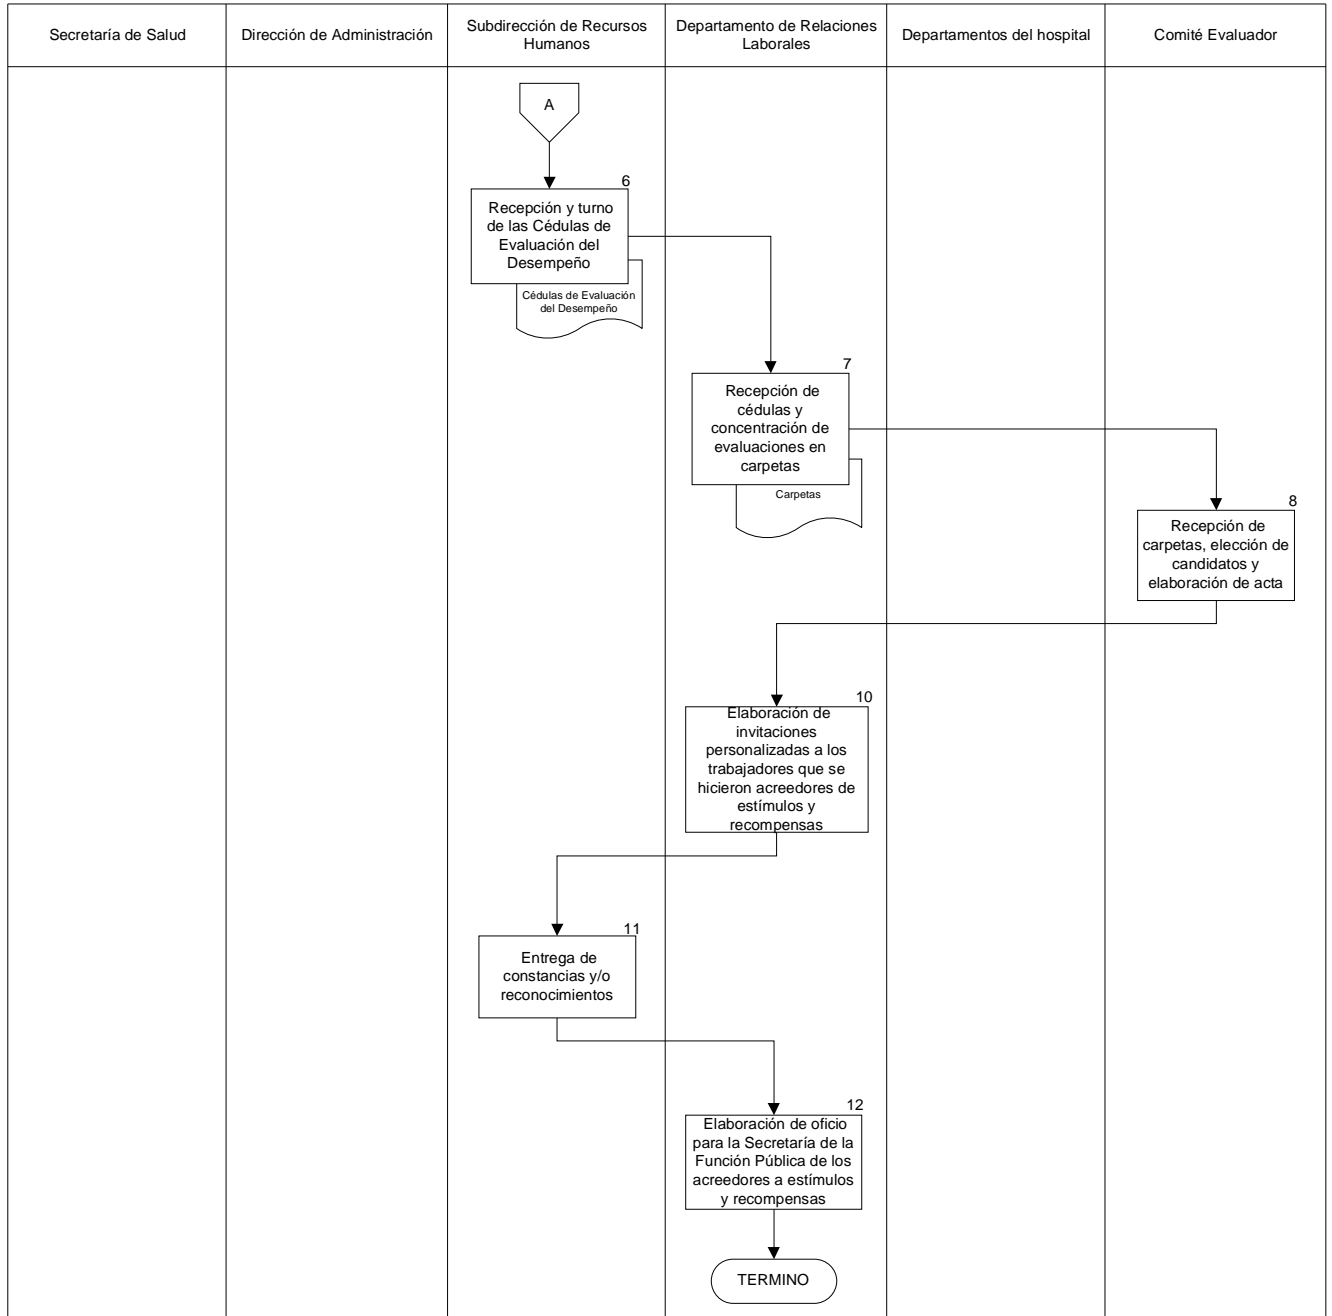 Secretaría de Salud
Dirección de Administración
Subdirección de Recursos
Humanos
Departamento de Relaciones
Laborales
Departamentos del hospital
Comité Evaluador
A
6
Recepción y turno
de las Cédulas de
Evaluación del
Desempeño
Cédulas de Evaluación
del Desempeño
7
Recepción de
cédulas y
concentración de
evaluaciones en
carpetas
Carpetas
8
Recepción de
carpetas, elección de
candidatos y
elaboración de acta
10
Elaboración de
invitaciones
personalizadas a los
trabajadores que se
hicieron acreedores de
estímulos y
recompensas
11
Entrega de
constancias y/o
reconocimientos
12
Elaboración de oficio
para la Secretaría de la
Función Pública de los
acreedores a estímulos
y recompensas
TERMINO